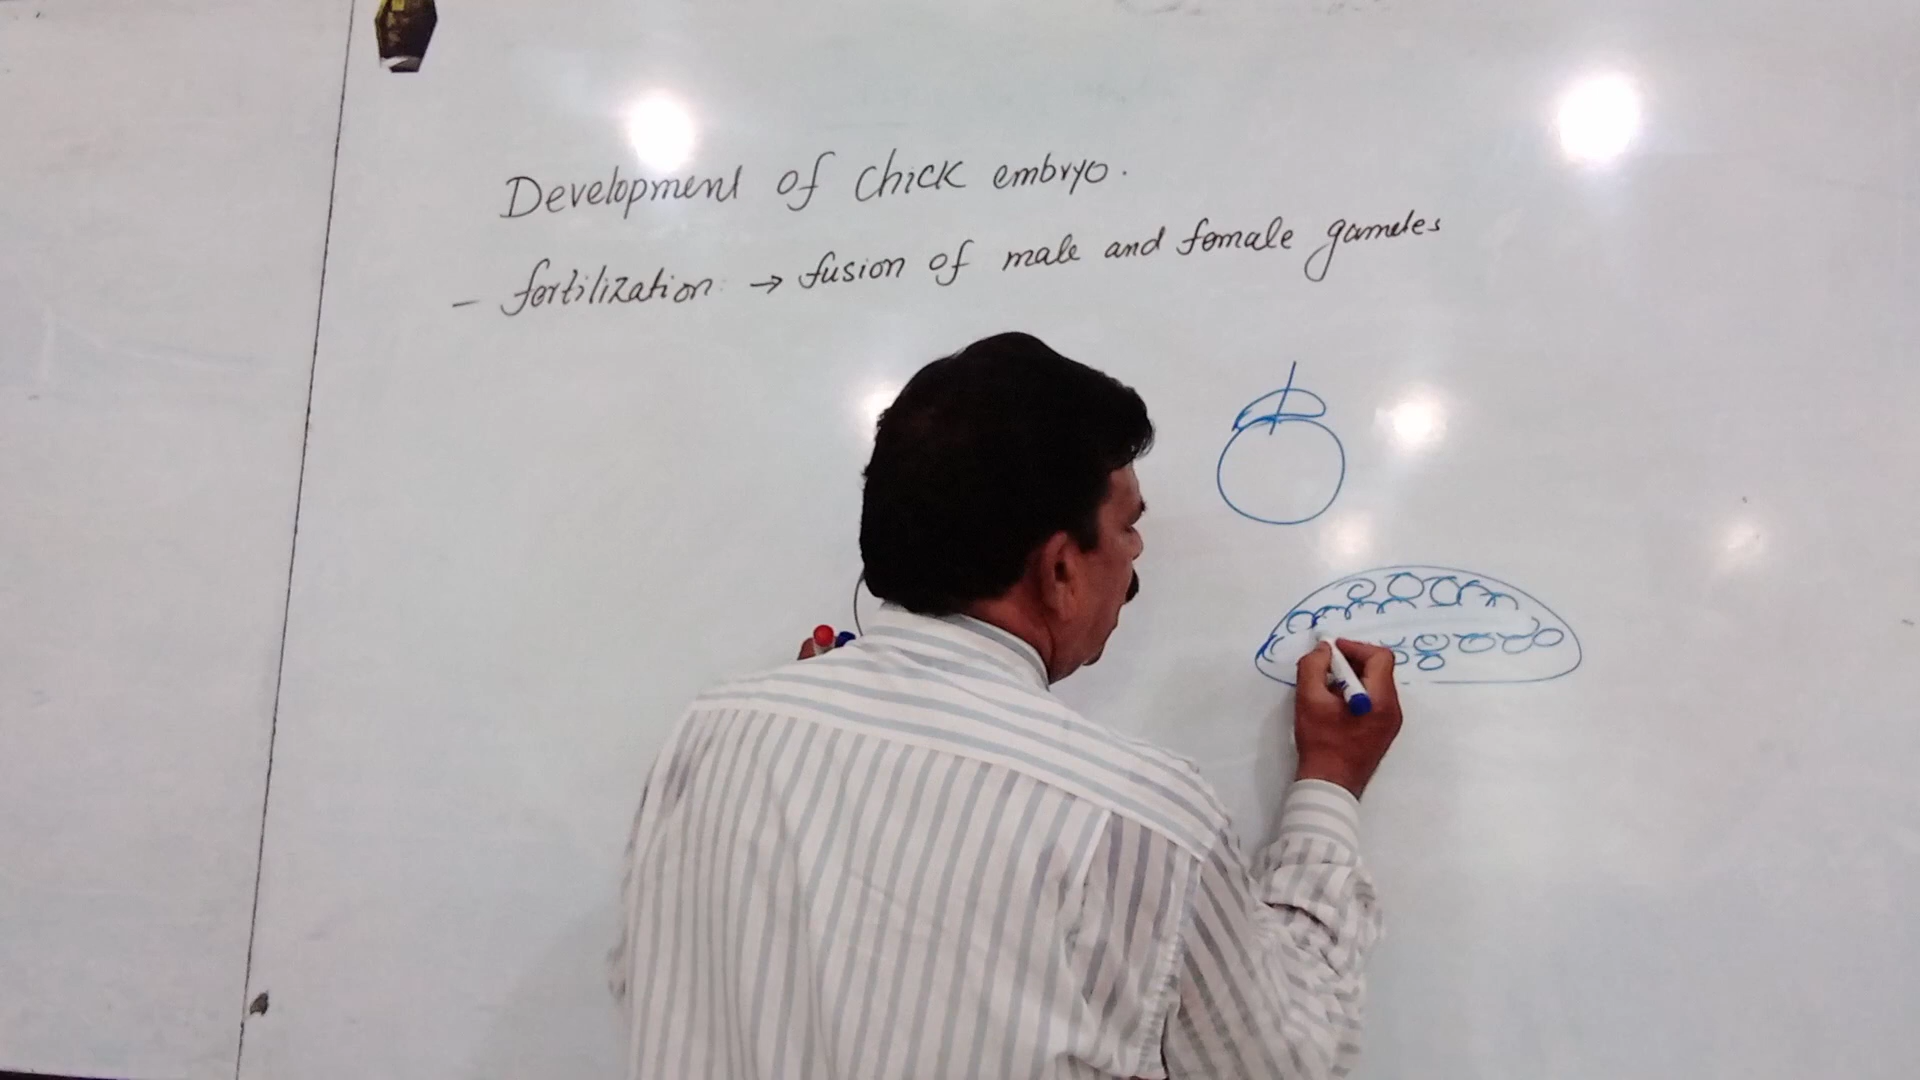 Development of chick embryo.
- fertilization → fusion of male and female gametes